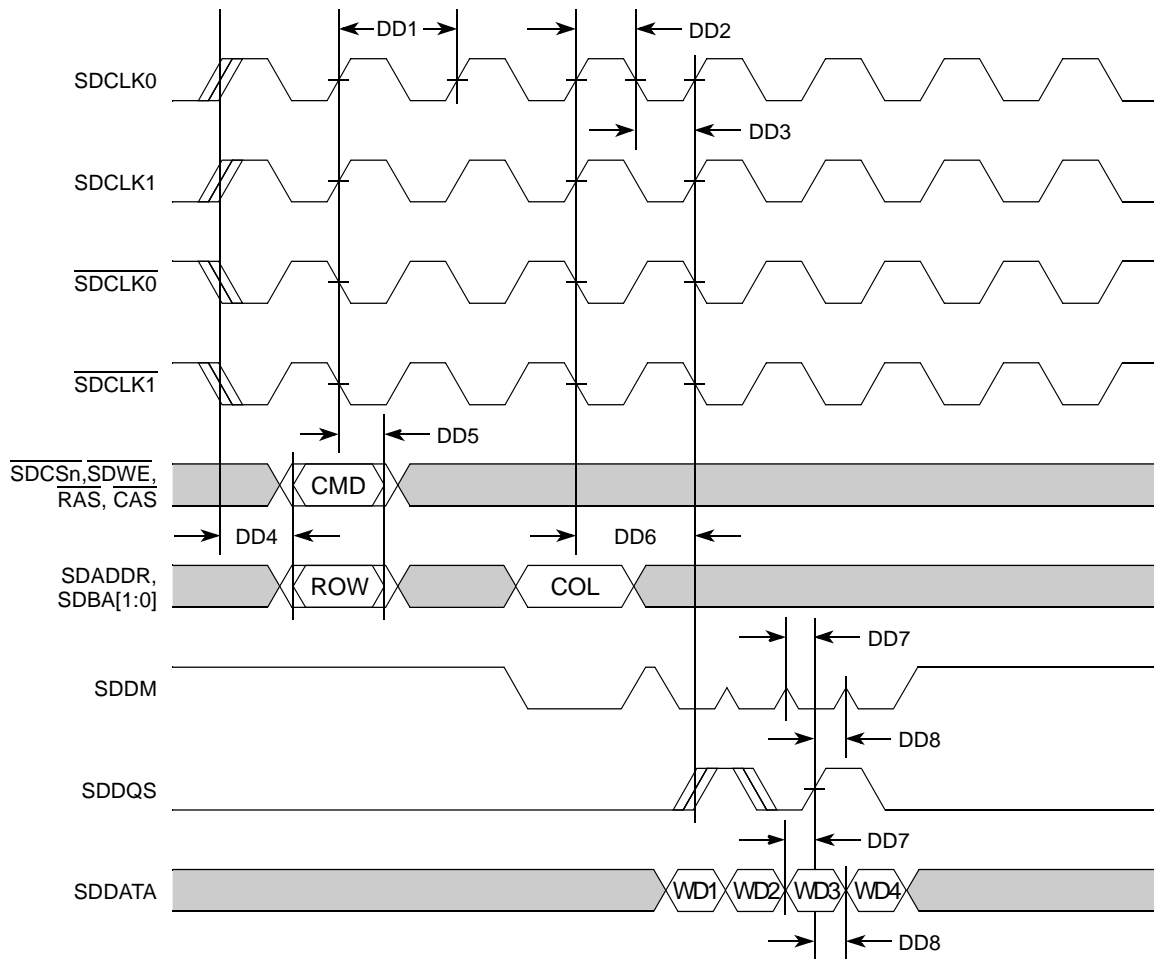 DD1
DD2
SDCLK0
DD3
SDCLK1
SDCLK0
SDCLK1
DD5
SDCSn,SDWE,
RAS, CAS
CMD
DD4
DD6
SDADDR,
SDBA[1:0]
ROW
COL
DD7
SDDM
DD8
SDDQS
DD7
SDDATA
WD1
WD2
WD3
WD4
DD8